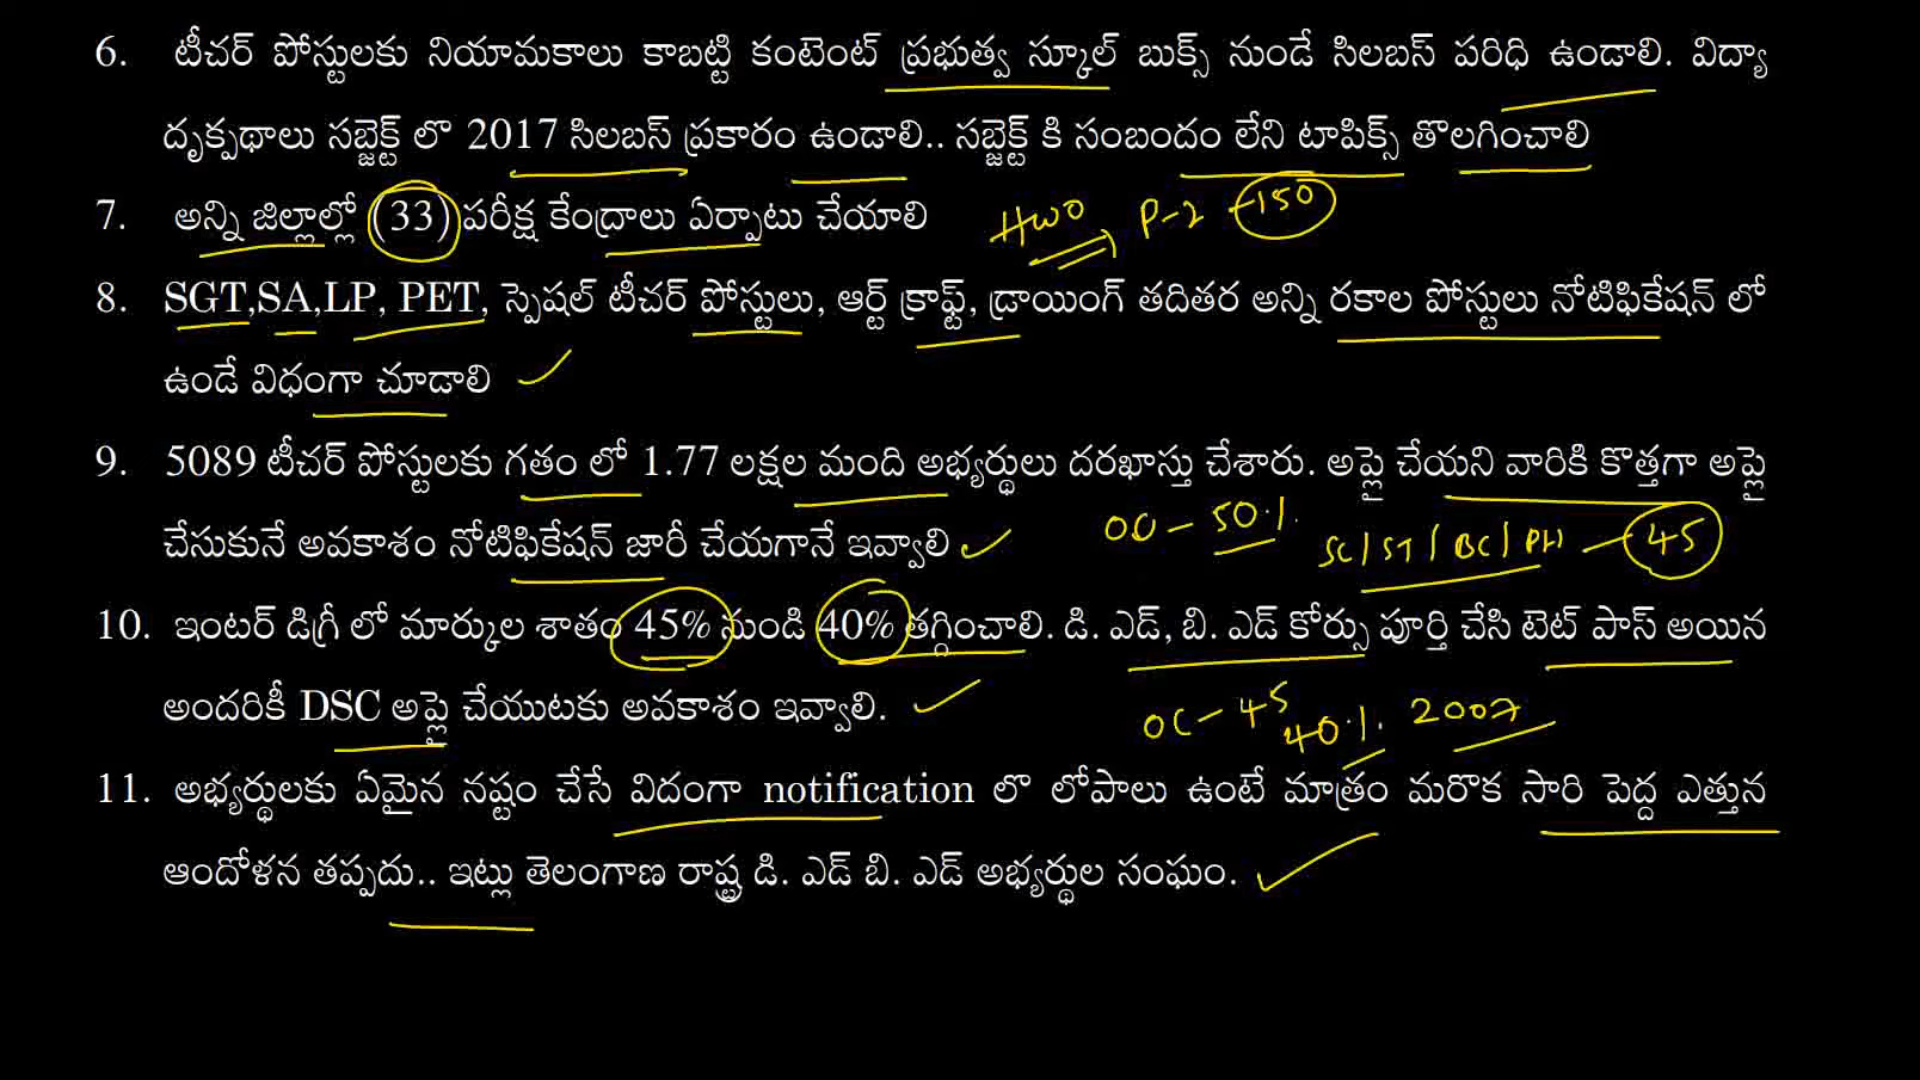 6. టీచర్ పోస్టులకు నియామకాలు కాబట్టి కంటెంట్ ప్రభుత్వ స్కూల్ బుక్స్ నుండే సిలబస్ పరిధి ఉండాలి. విద్యా
దృక్పథాలు సబ్జెక్ట్ లొ 2017 సిలబస్ ప్రకారం ఉండాలి.. సబ్జెక్ట్ కి సంబందం లేని టాపిక్స్ తొలగించాలి
7. అన్ని జిల్లాల్లో (33) పరీక్ష కేంద్రాలు ఏర్పాటు చేయాలి HWO, P-2 - 150
8. SGT,SA,LP, PET, స్పెషల్ టీచర్ పోస్టులు, ఆర్ట్ క్రాఫ్ట్, డ్రాయింగ్ తదితర అన్ని రకాల పోస్టులు నోటిఫికేషన్ లో
ఉండే విధంగా చూడాలి
9. 5089 టీచర్ పోస్టులకు గతం లో 1.77 లక్షల మంది అభ్యర్థులు దరఖాస్తు చేశారు. అప్లై చేయని వారికి కొత్తగా అప్లై
చేసుకునే అవకాశం నోటిఫికేషన్ జారీ చేయగానే ఇవ్వాలి OC - 50%. SC/ST/BC/PH - 45
10. ఇంటర్ డిగ్రీ లో మార్కుల శాతం 45% నుండి 40% తగ్గించాలి. డి. ఎడ్, బి. ఎడ్ కోర్సు పూర్తి చేసి టెట్ పాస్ అయిన
అందరికీ DSC అప్లై చేయుటకు అవకాశం ఇవ్వాలి. OC - 45 40%. 2007
11. అభ్యర్థులకు ఏమైన నష్టం చేసే విదంగా notification లొ లోపాలు ఉంటే మాత్రం మరొక సారి పెద్ద ఎత్తున
ఆందోళన తప్పదు.. ఇట్లు తెలంగాణ రాష్ట్ర డి. ఎడ్ బి. ఎడ్ అభ్యర్థుల సంఘం.